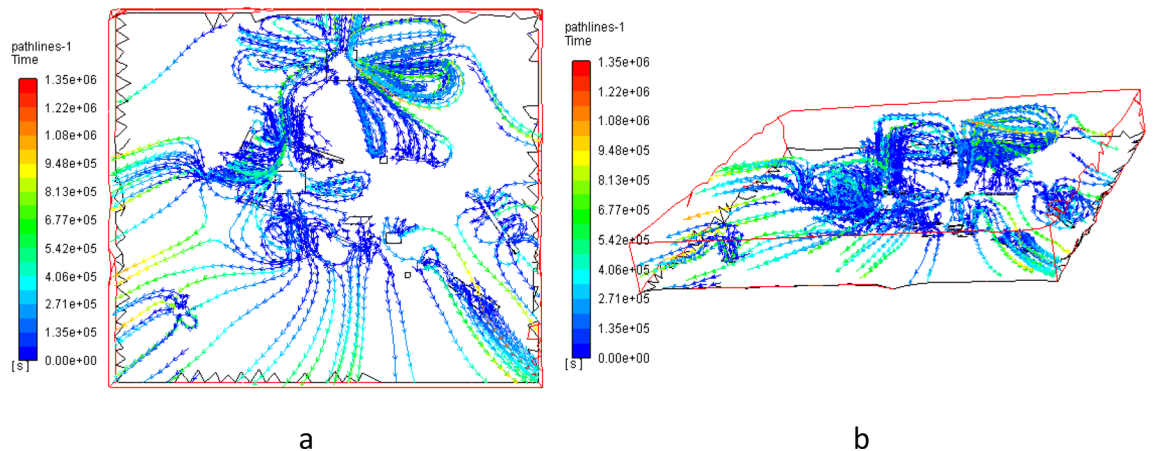 pathlines-1
Time
1.35e+06
1.22e+06
1.08e+06
9.48e+05
8.13e+05
6.77e+05
5.42e+05
4.06e+05
2.71e+05
1.35e+05
0.00e+00
[s]
a
pathlines-1
Time
1.35e+06
1.22e+06
1.08e+06
9.48e+05
8.13e+05
6.77e+05
5.42e+05
4.06e+05
2.71e+05
1.35e+05
0.00e+00
[s]
b